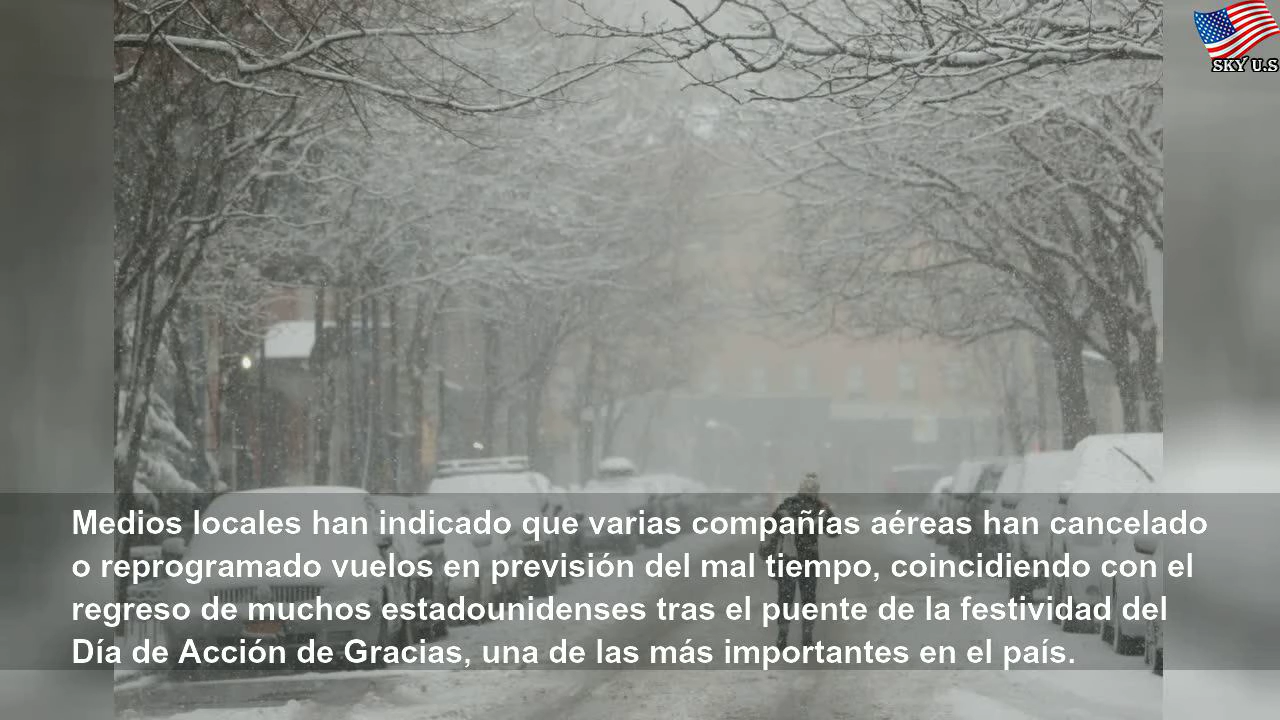 SKY U.S
Medios locales han indicado que varias compañías aéreas han cancelado
o reprogramado vuelos en previsión del mal tiempo, coincidiendo con el
regreso de muchos estadounidenses tras el puente de la festividad del
Día de Acción de Gracias, una de las más importantes en el país.